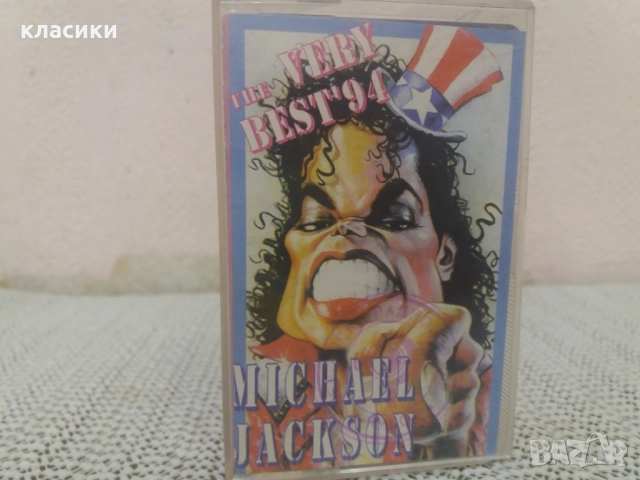 класики
THE VERY
BEST'94
MICHAEL
JACKSON
BAZAR